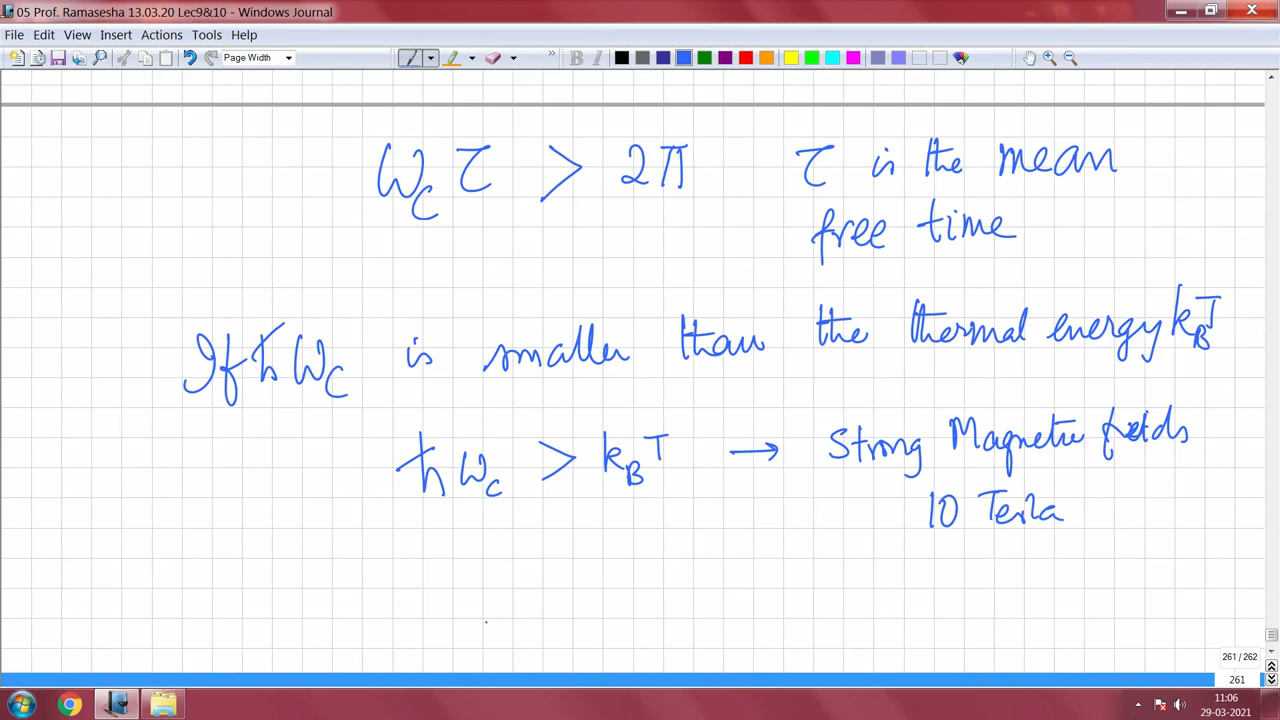 05 Prof. Ramasesha 13.03.20 Lec9&10 - Windows Journal
File Edit View Insert Actions Tools Help
Page Width
B I
ω_c τ > 2π τ is the mean
free time
If ħω_c is smaller than the thermal energy k_B T
ħω_c > k_B T → Strong Magnetic fields
10 Tesla
261 / 262
261
11:06
29-03-2021